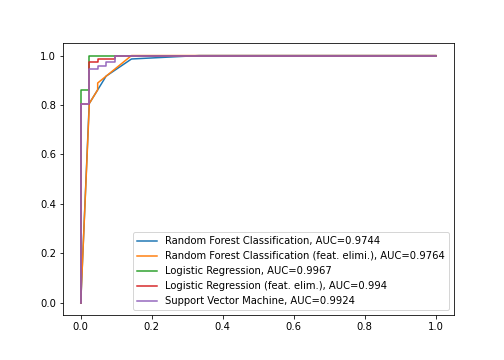 1.0
0.8
0.6
0.4
0.2
0.0
Random Forest Classification, AUC=0.9744
Random Forest Classification (feat. elimi.), AUC=0.9764
Logistic Regression, AUC=0.9967
Logistic Regression (feat. elim.), AUC=0.994
Support Vector Machine, AUC=0.9924
0.0 0.2 0.4 0.6 0.8 1.0